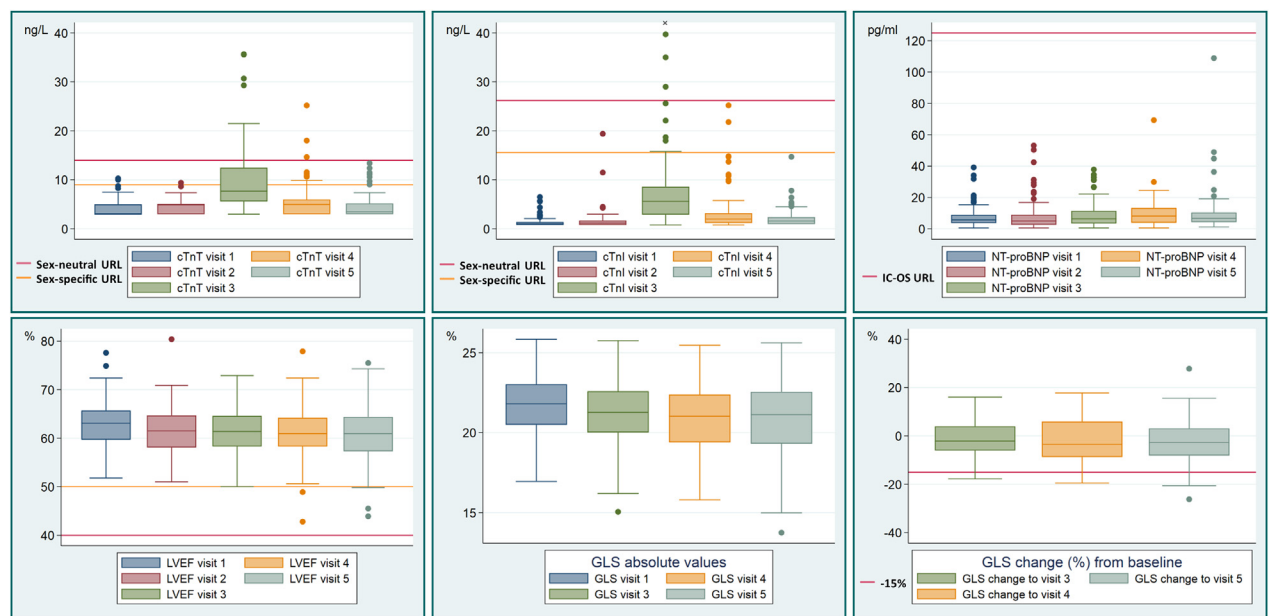 ng/L
40
30
20
10
0
cTnT visit 1
cTnT visit 4
cTnT visit 2
cTnT visit 5
cTnT visit 3
Sex-neutral URL
Sex-specific URL
ng/L
×
40
30
20
10
0
cTnI visit 1
cTnI visit 4
cTnI visit 2
cTnI visit 5
cTnI visit 3
Sex-neutral URL
Sex-specific URL
pg/ml
120
100
80
60
40
20
0
NT-proBNP visit 1
NT-proBNP visit 4
NT-proBNP visit 2
NT-proBNP visit 5
NT-proBNP visit 3
IC-OS URL
%
80
70
60
50
40
LVEF visit 1
LVEF visit 4
LVEF visit 2
LVEF visit 5
LVEF visit 3
%
25
20
15
GLS absolute values
GLS visit 1
GLS visit 4
GLS visit 3
GLS visit 5
%
40
20
0
-20
-40
GLS change (%) from baseline
GLS change to visit 3
GLS change to visit 5
GLS change to visit 4
-15%